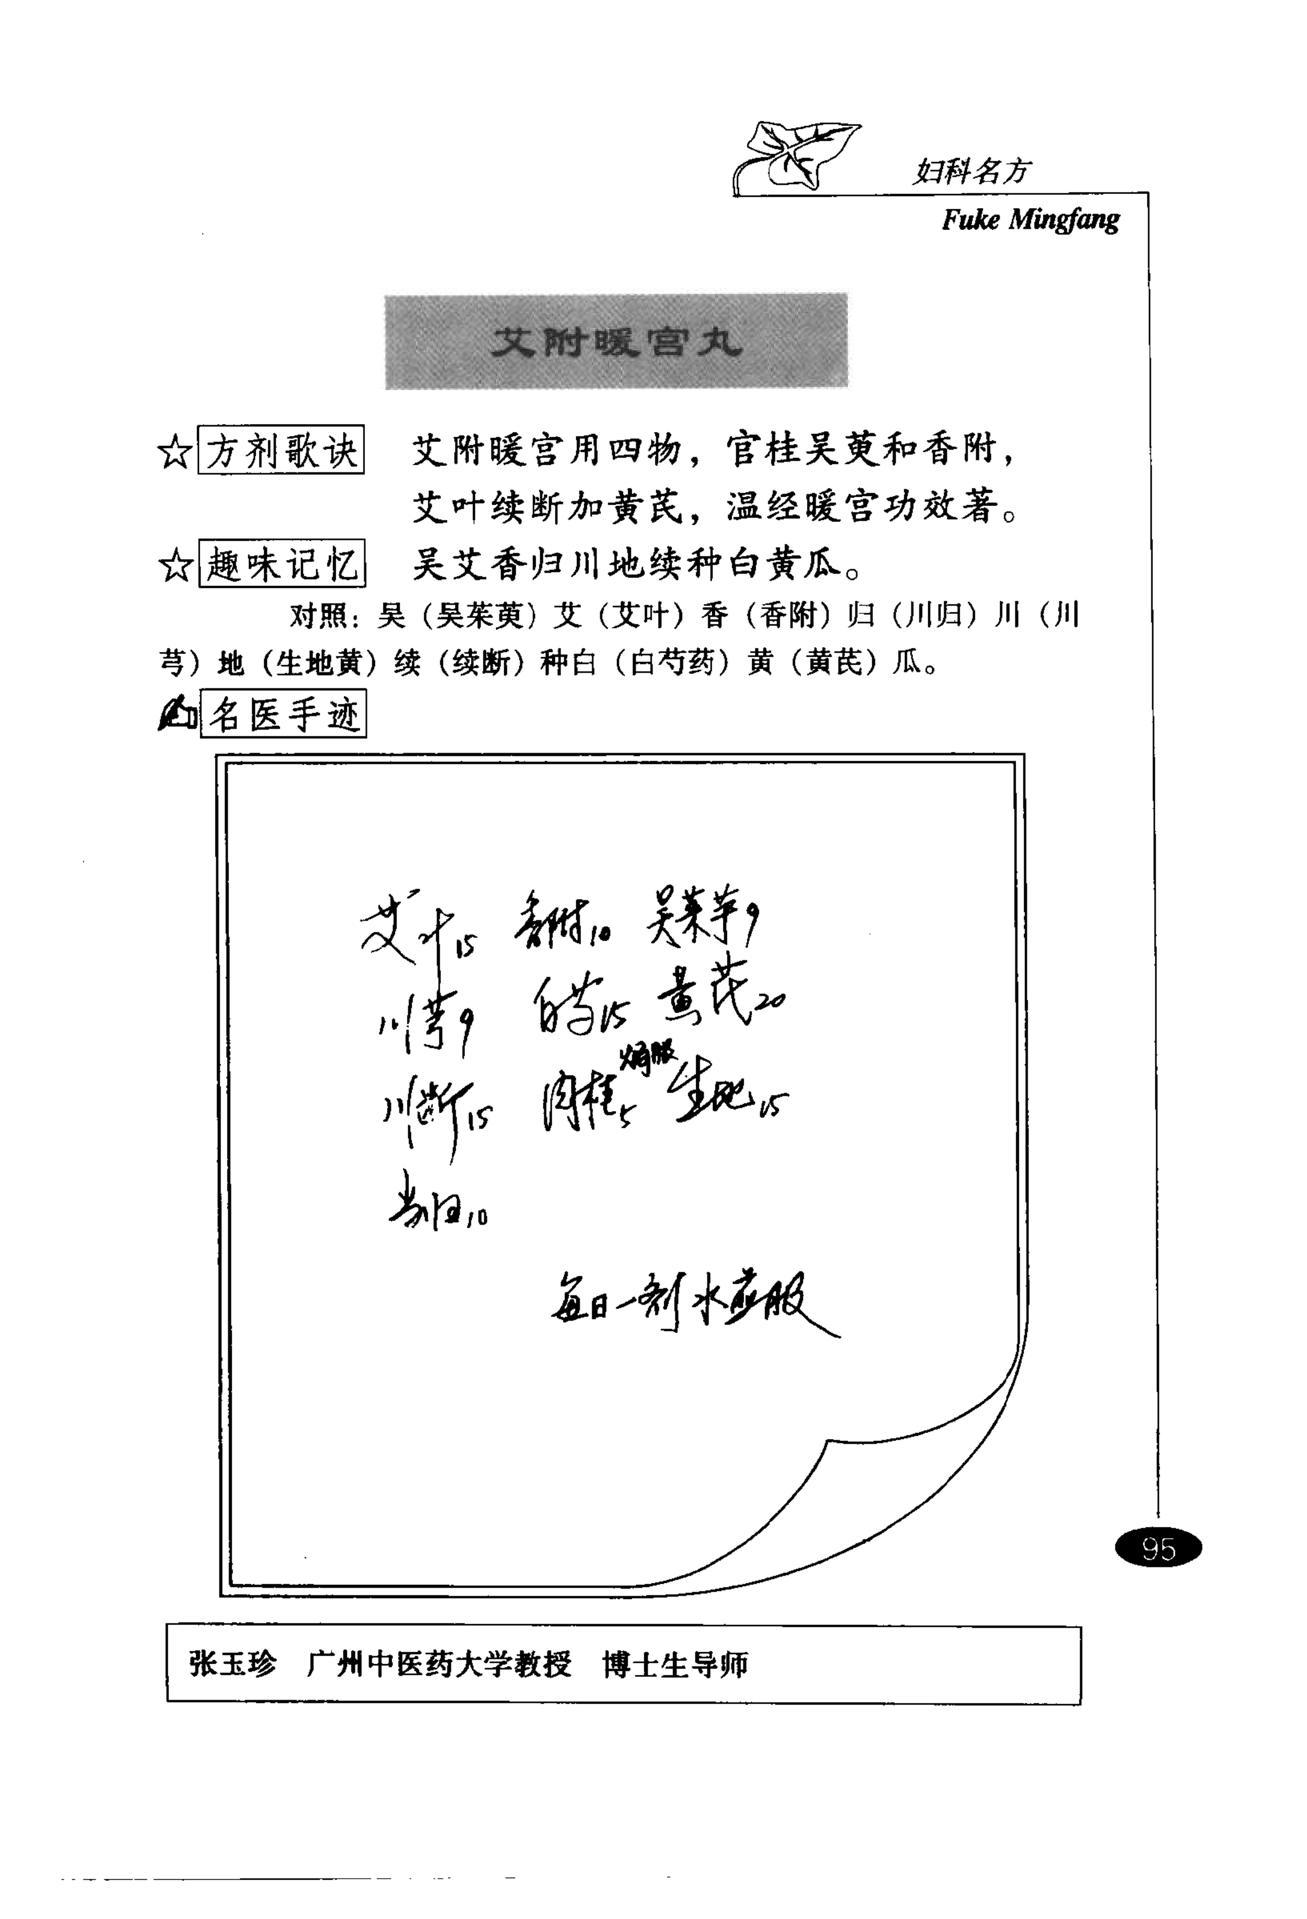 妇科名方
Fuke Mingfang
艾附暖宫丸
☆方剂歌诀 艾附暖宫用四物，官桂吴萸和香附，
艾叶续断加黄芪，温经暖宫功效著。
☆趣味记忆 吴艾香归川地续种白黄瓜。
对照：吴（吴茱萸）艾（艾叶）香（香附）归（川归）川（川
芎）地（生地黄）续（续断）种白（白芍药）黄（黄芪）瓜。
名医手迹
艾叶15 香附10 吴茱萸9
川芎9 白芍15 黄芪20
川断15 肉桂5 焗服 生地15
当归10
每日一剂 水煎服
95
张玉珍 广州中医药大学教授 博士生导师